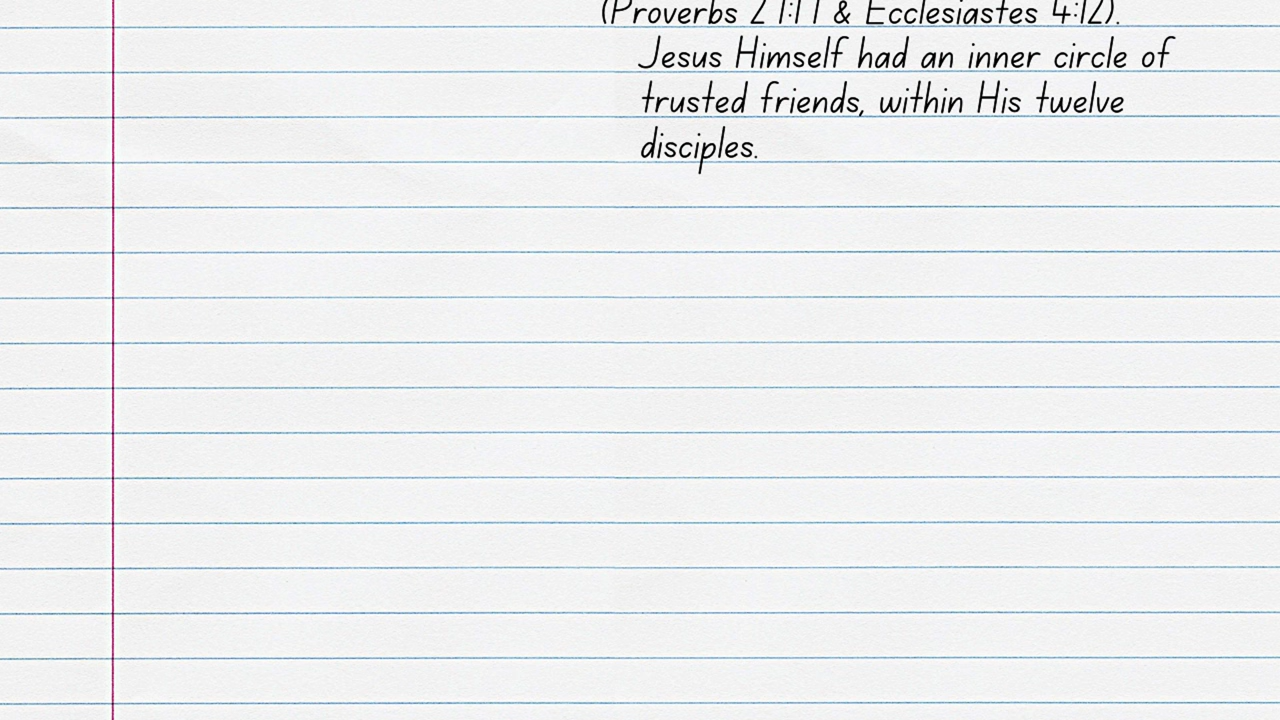 (Proverbs 27:17 & Ecclesiastes 4:12).
Jesus Himself had an inner circle of
trusted friends, within His twelve
disciples.